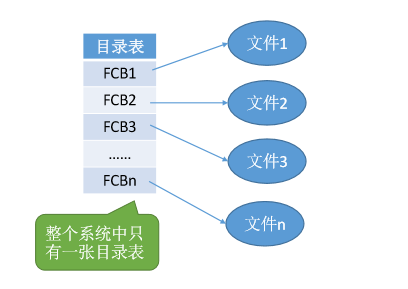 目录表
FCB1
FCB2
FCB3
......
FCBn
文件1
文件2
文件3
文件n
整个系统中只
有一张目录表